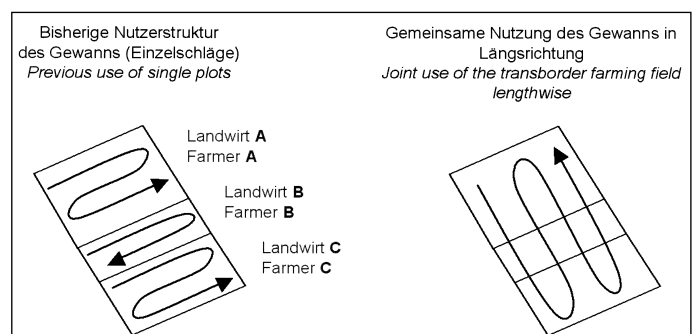 Bisherige Nutzerstruktur
des Gewanns (Einzelschläge)
Previous use of single plots
Gemeinsame Nutzung des Gewanns in
Längsrichtung
Joint use of the transborder farming field
lengthwise
Landwirt A
Farmer A
Landwirt B
Farmer B
Landwirt C
Farmer C